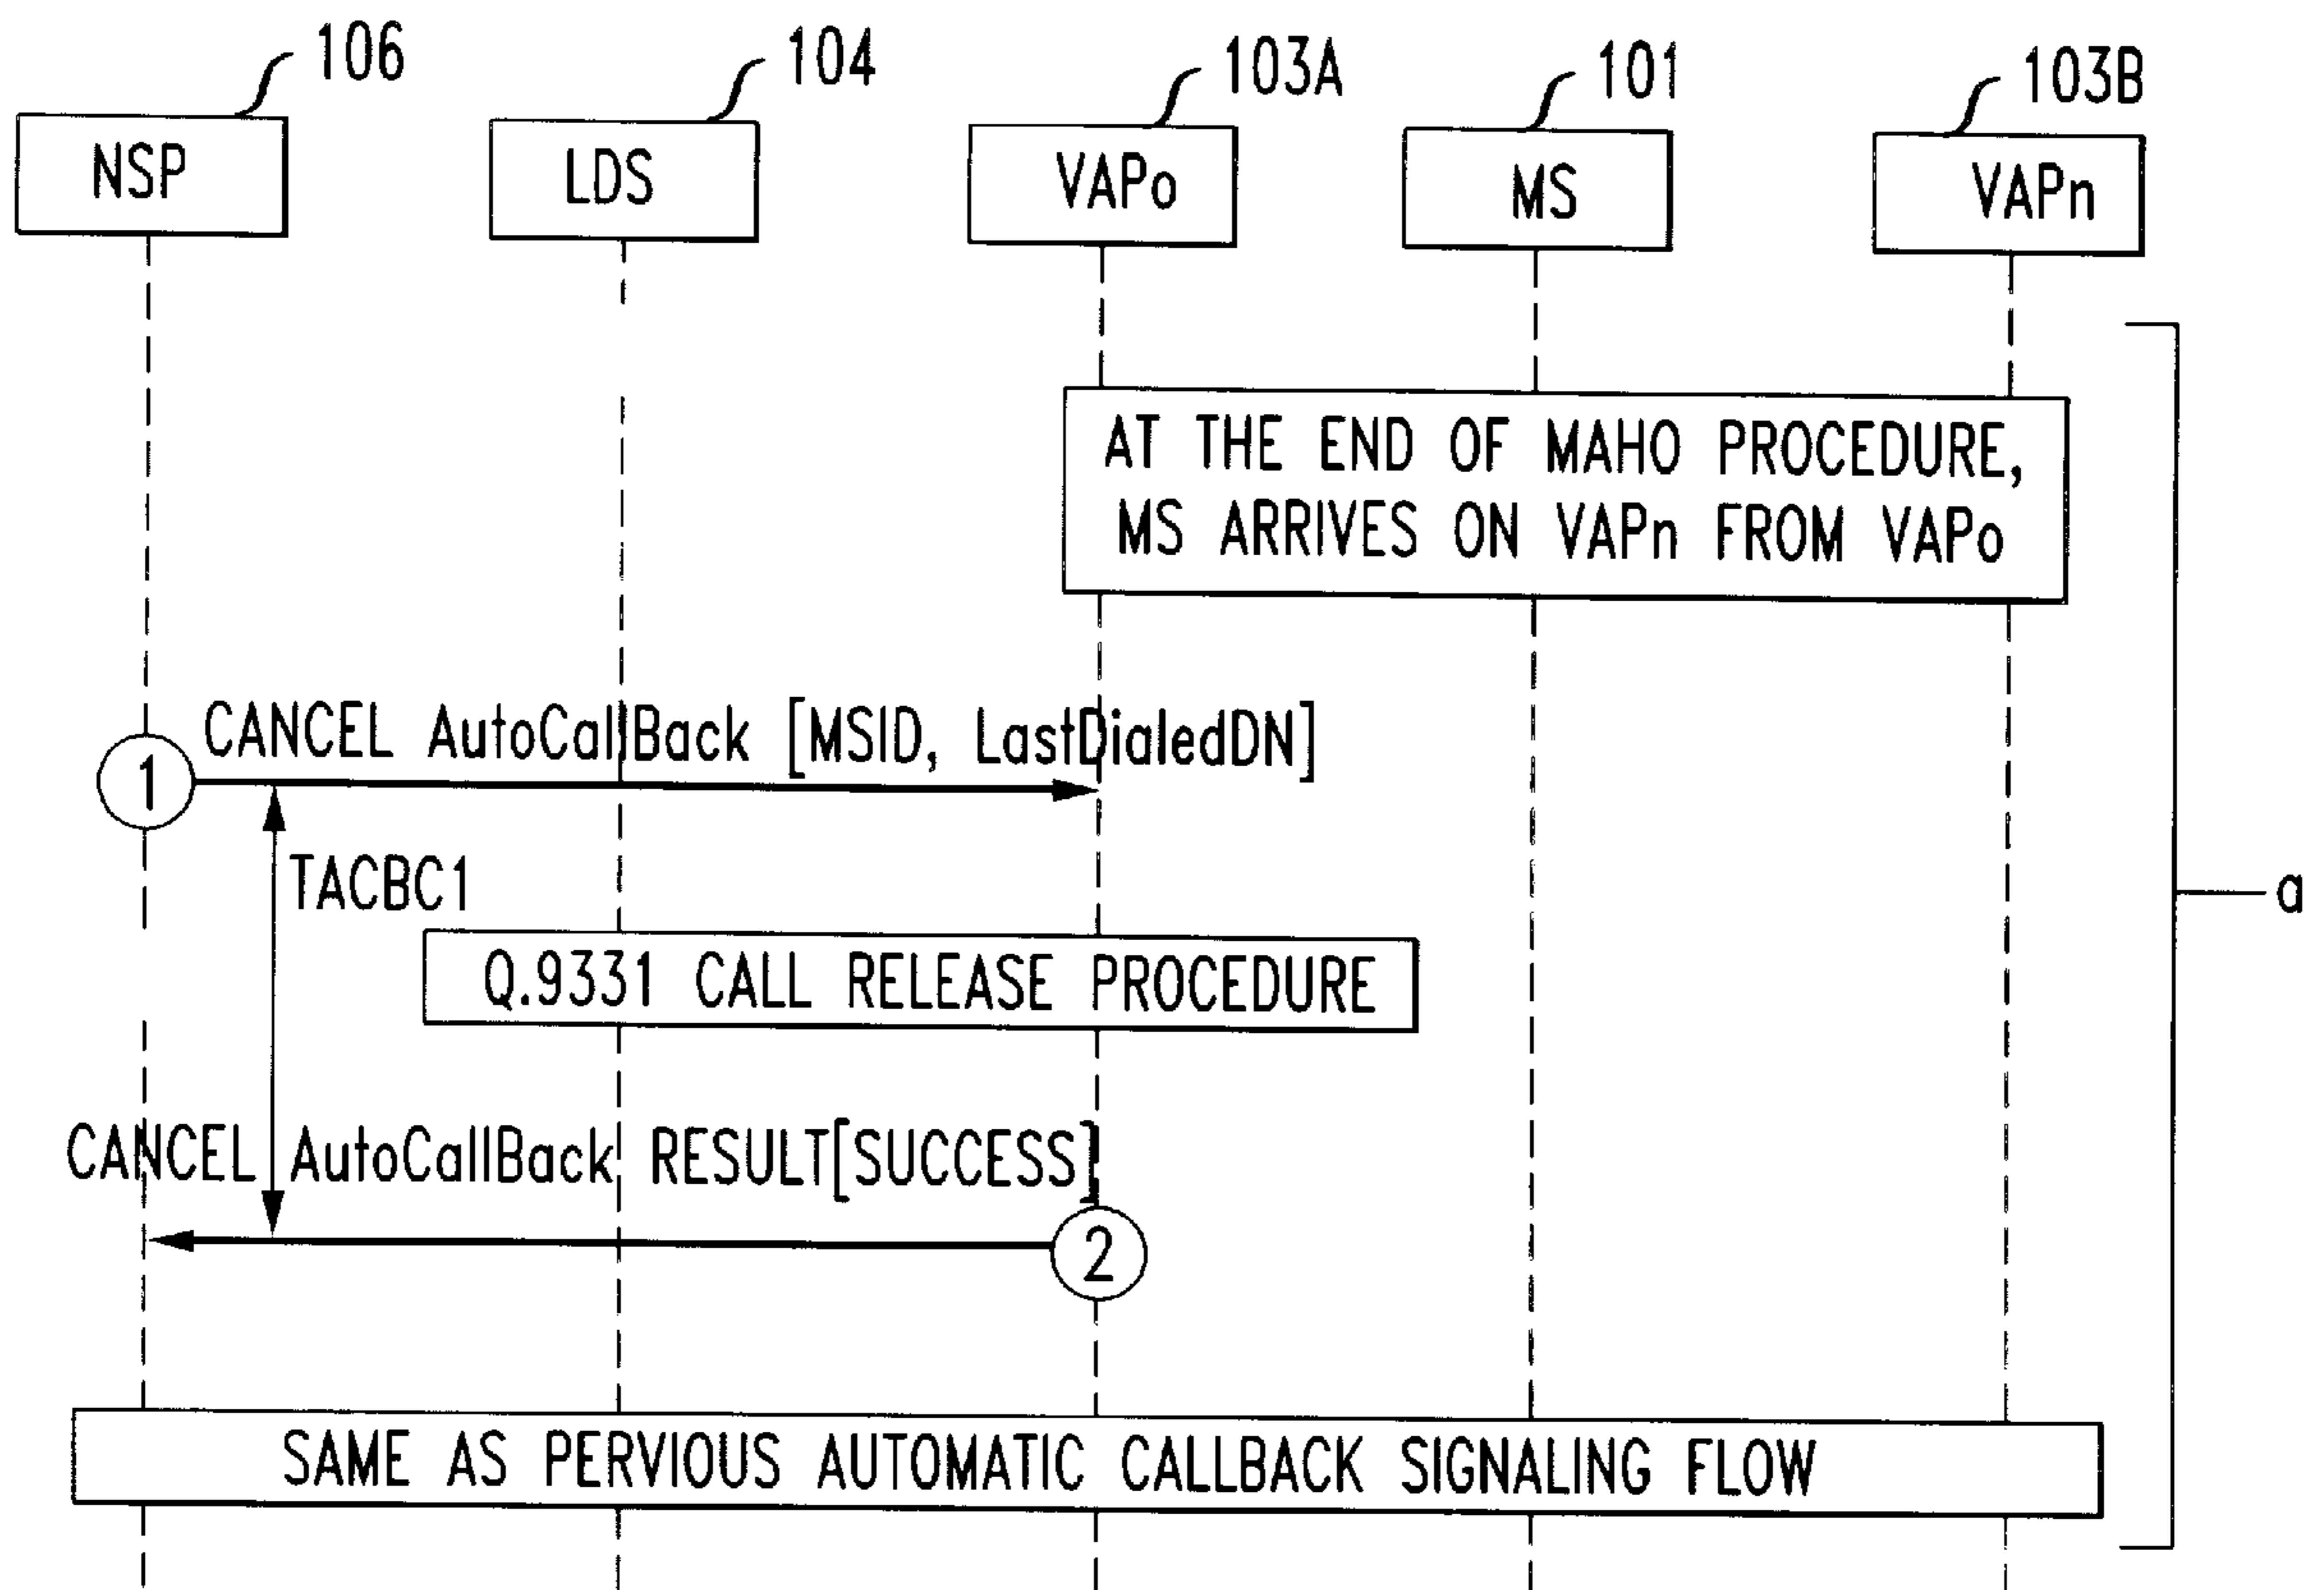 106
104
103A
101
103B
NSP
LDS
VAPo
MS
VAPn
AT THE END OF MAHO PROCEDURE,
MS ARRIVES ON VAPn FROM VAPo
CANCEL AutoCallBack [MSID, LastDialedDN]
1
TACBC1
a
Q.9331 CALL RELEASE PROCEDURE
CANCEL AutoCallBack RESULT[SUCCESS]
2
SAME AS PERVIOUS AUTOMATIC CALLBACK SIGNALING FLOW